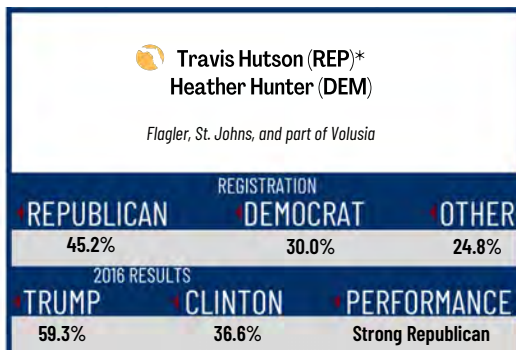 Travis Hutson (REP)*
Heather Hunter (DEM)
Flagler, St. Johns, and part of Volusia
REGISTRATION
REPUBLICAN DEMOCRAT OTHER
45.2% 30.0% 24.8%
2016 RESULTS
TRUMP CLINTON PERFORMANCE
59.3% 36.6% Strong Republican